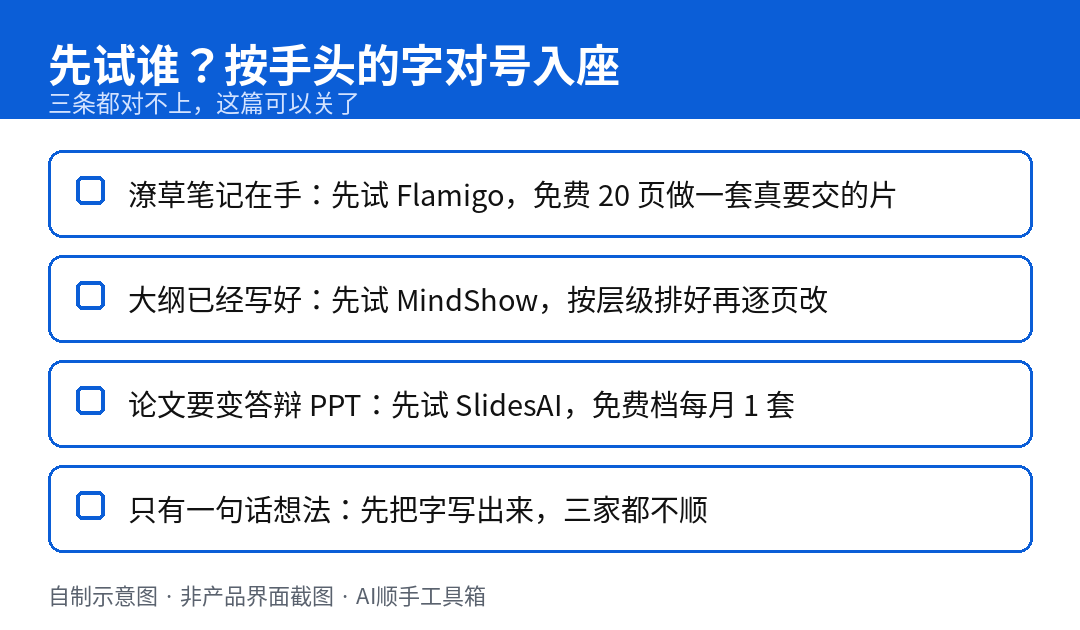 先试谁？按手头的字对号入座
三条都对不上，这篇可以关了
潦草笔记在手：先试 Flamigo，免费 20 页做一套真要交的片
大纲已经写好：先试 MindShow，按层级排好再逐页改
论文要变答辩 PPT：先试 SlidesAI，免费档每月 1 套
只有一句话想法：先把字写出来，三家都不顺
自制示意图 · 非产品界面截图 · AI顺手工具箱